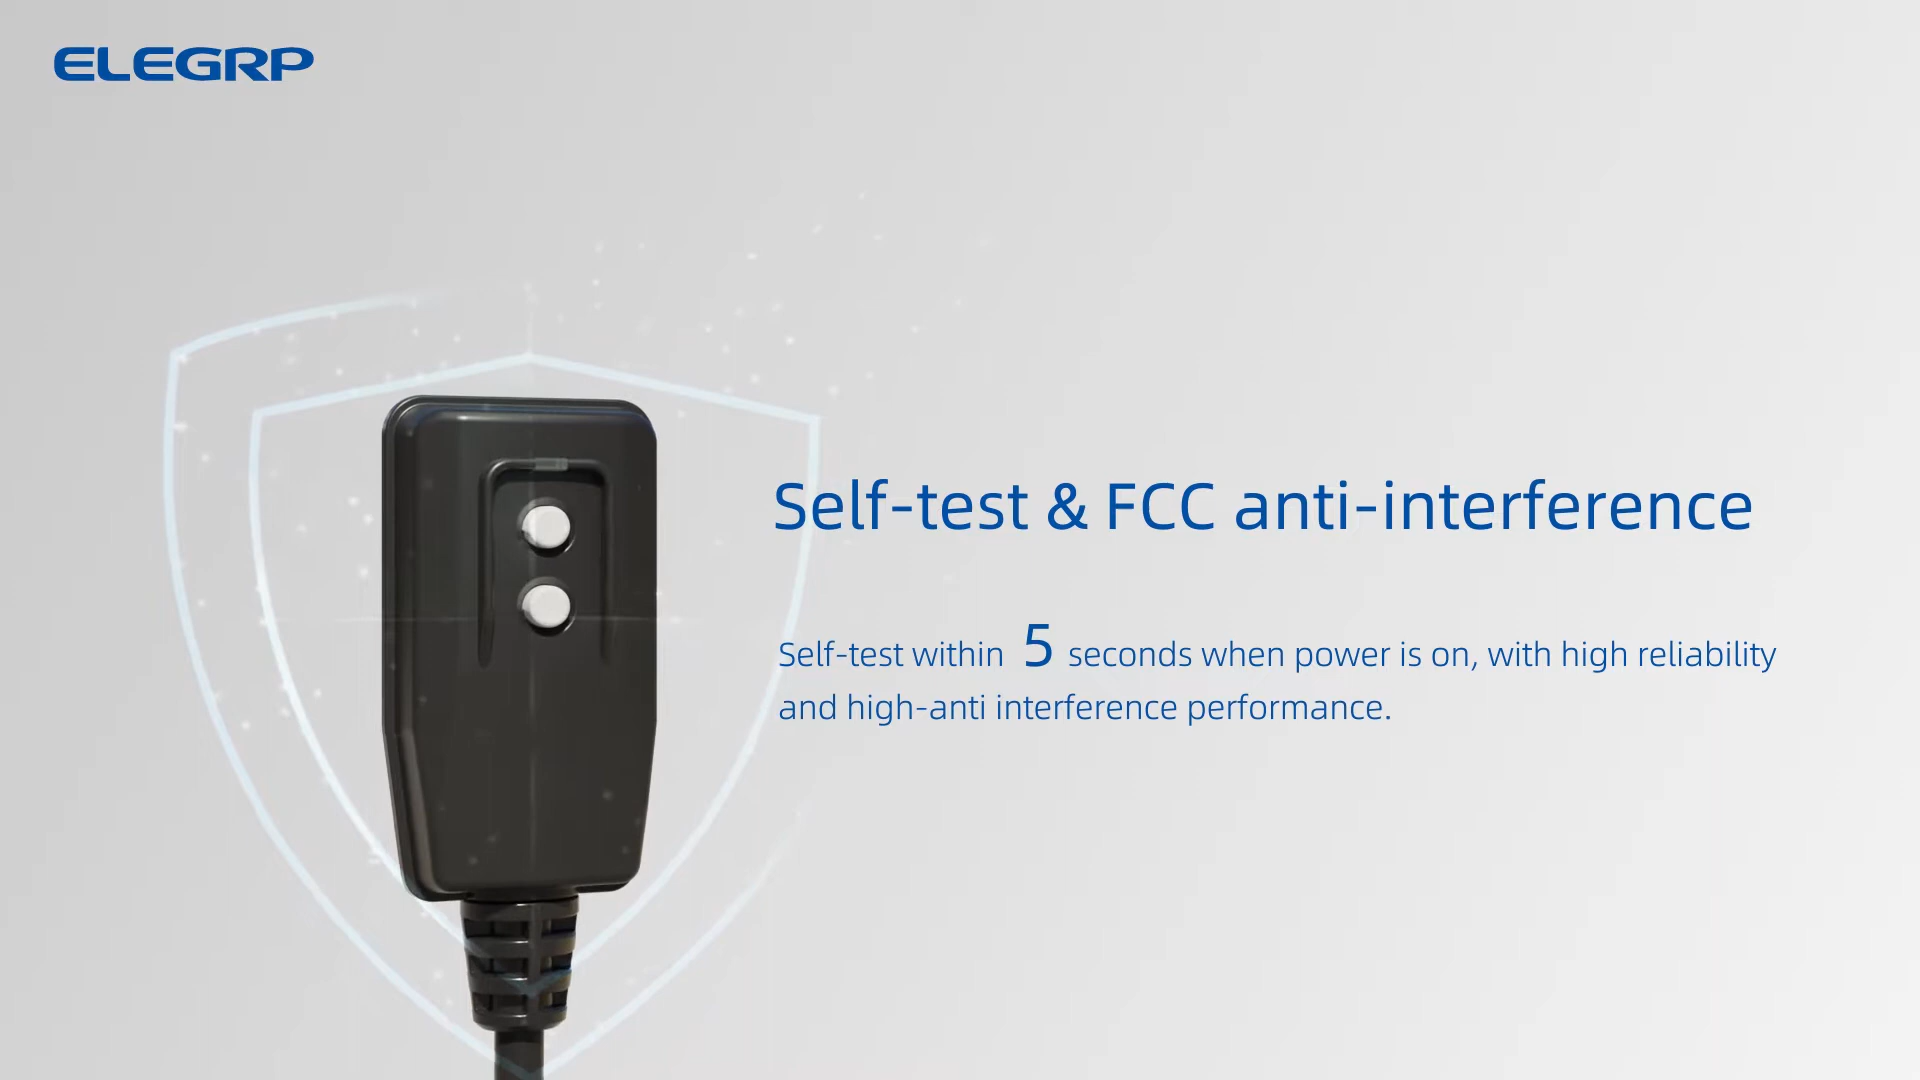 ELEGRP
Self-test & FCC anti-interference
Self-test within 5 seconds when power is on, with high reliability
and high-anti interference performance.